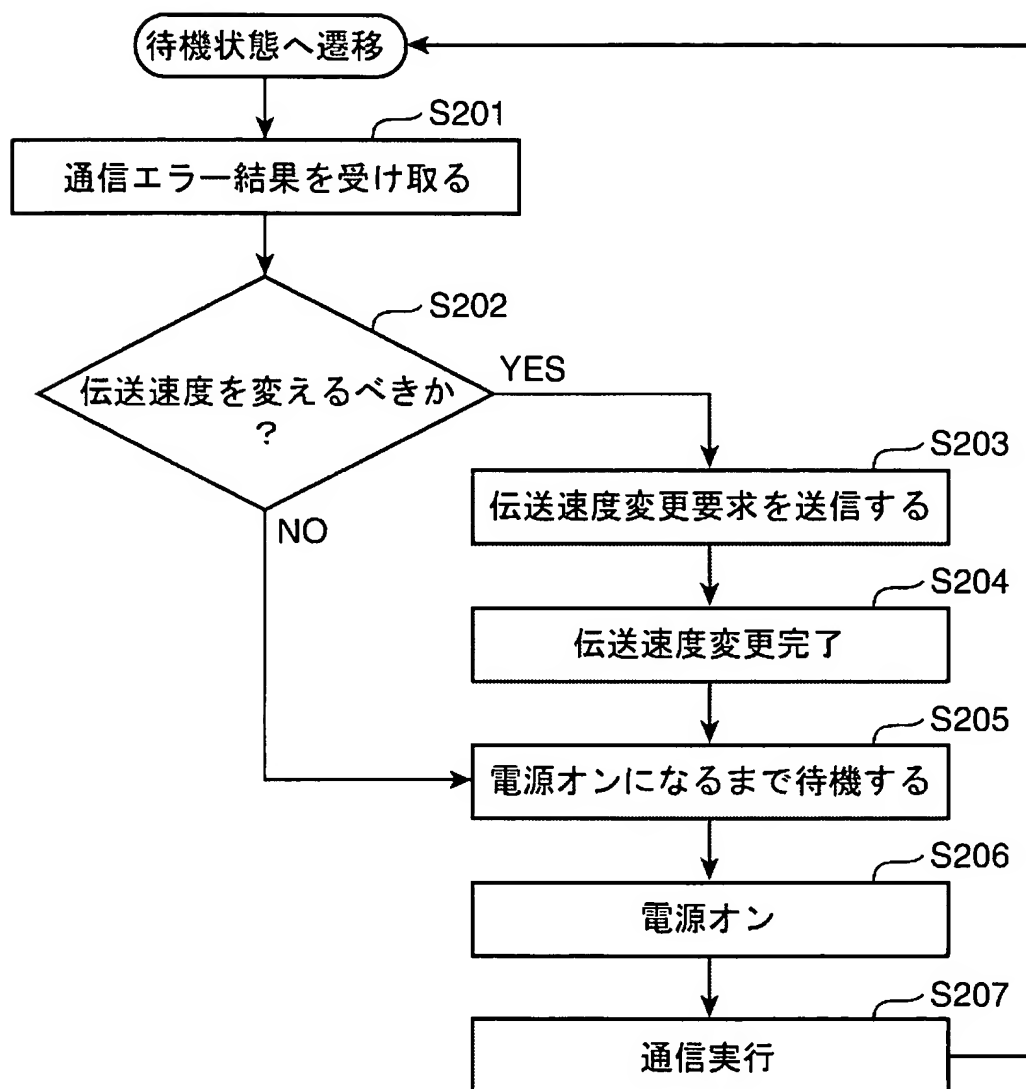 待機状態へ遷移
S201
通信エラー結果を受け取る
S202
伝送速度を変えるべきか
?
YES
NO
S203
伝送速度変更要求を送信する
S204
伝送速度変更完了
S205
電源オンになるまで待機する
S206
電源オン
S207
通信実行